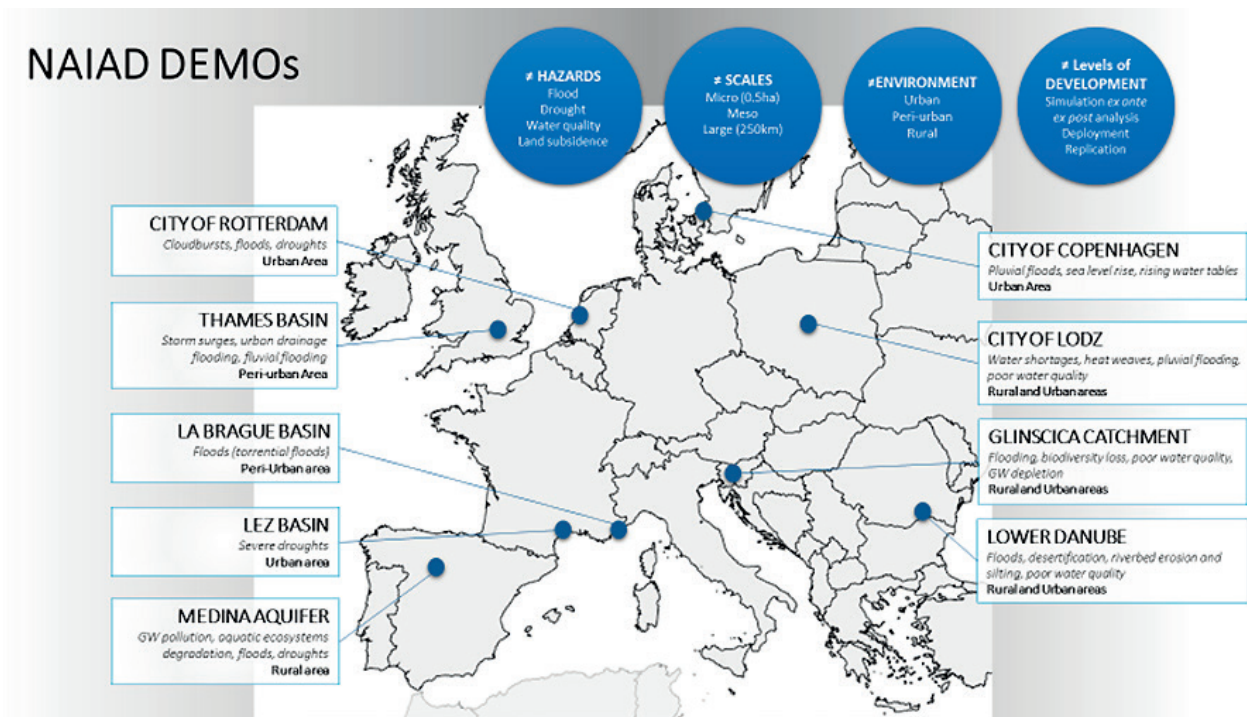 NAIAD DEMOs
≠ HAZARDS
Flood
Drought
Water quality
Land subsidence
≠ SCALES
Micro (0.5ha)
Meso
Large (250km)
≠ENVIRONMENT
Urban
Peri-urban
Rural
≠ Levels of
DEVELOPMENT
Simulation ex ante
ex post analysis
Deployment
Replication
CITY OF ROTTERDAM
Cloudbursts, floods, droughts
Urban Area
THAMES BASIN
Storm surges, urban drainage
flooding, fluvial flooding
Peri-urban Area
LA BRAGUE BASIN
Floods (torrential floods)
Peri-Urban area
LEZ BASIN
Severe droughts
Urban area
MEDINA AQUIFER
GW pollution, aquatic ecosystems
degradation, floods, droughts
Rural area
CITY OF COPENHAGEN
Pluvial floods, sea level rise, rising water tables
Urban Area
CITY OF LODZ
Water shortages, heat weaves, pluvial flooding,
poor water quality
Rural and Urban areas
GLINSCICA CATCHMENT
Flooding, biodiversity loss, poor water quality,
GW depletion
Rural and Urban areas
LOWER DANUBE
Floods, desertification, riverbed erosion and
silting, poor water quality
Rural and Urban areas